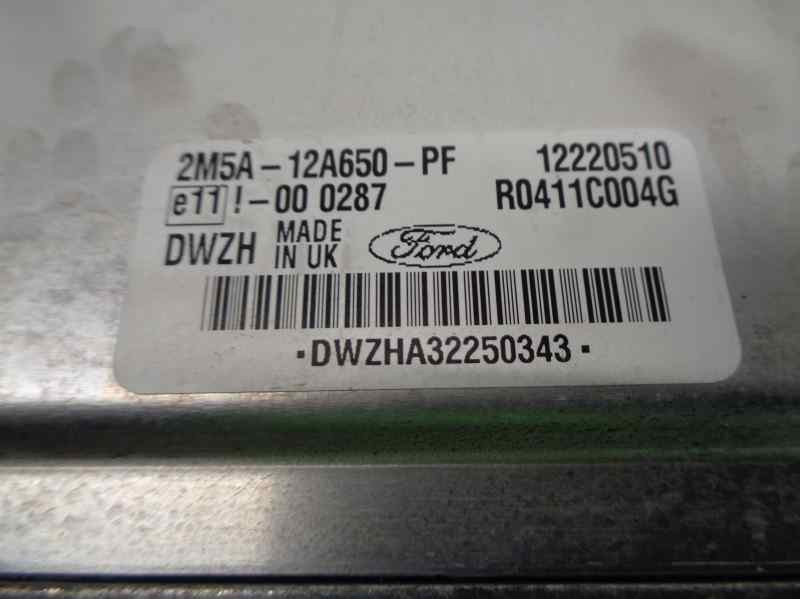 2M5A-12A650-PF 12220510
e11 !-00 0287 R0411C004G
DWZH MADE IN UK Ford
·DWZHA32250343·